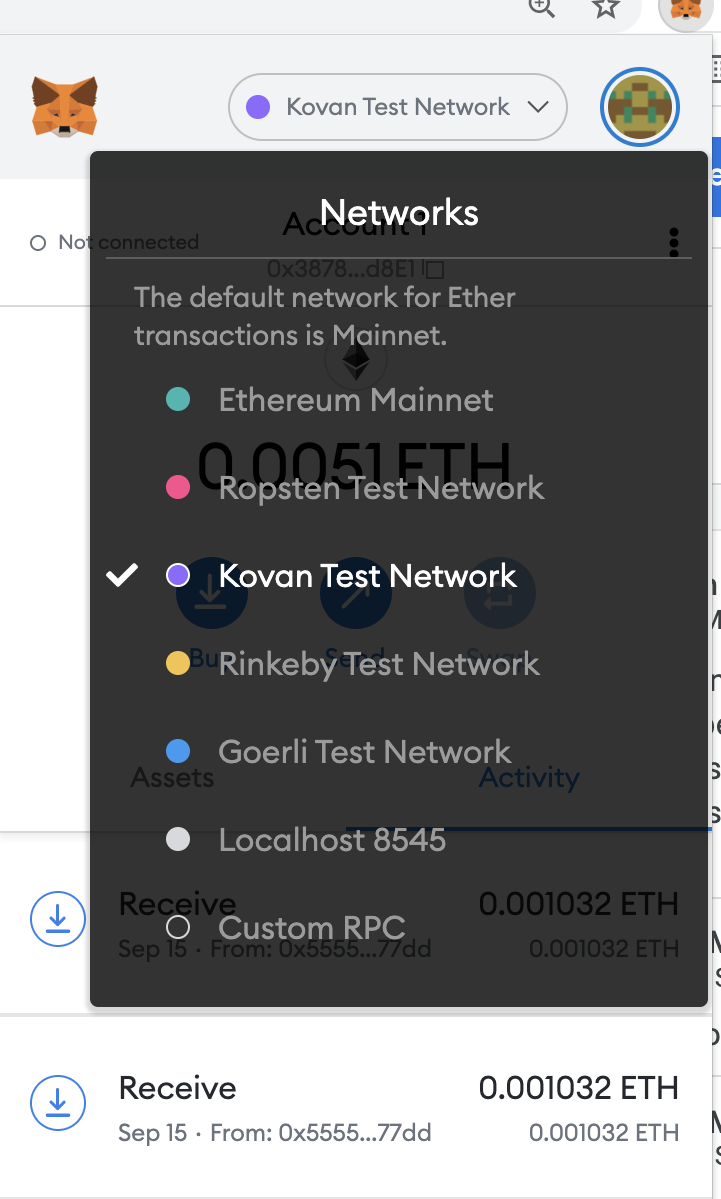 Kovan Test Network
Networks
Account 1
Not connected
0x3878...d8E1
The default network for Ether
transactions is Mainnet.
Ethereum Mainnet
0.0051 ETH
Ropsten Test Network
Kovan Test Network
Buy
Send
Swap
Rinkeby Test Network
Goerli Test Network
Assets
Activity
Localhost 8545
Receive
0.001032 ETH
Custom RPC
Sep 15 · From: 0x5555...77dd
0.001032 ETH
Receive
0.001032 ETH
Sep 15 · From: 0x5555...77dd
0.001032 ETH